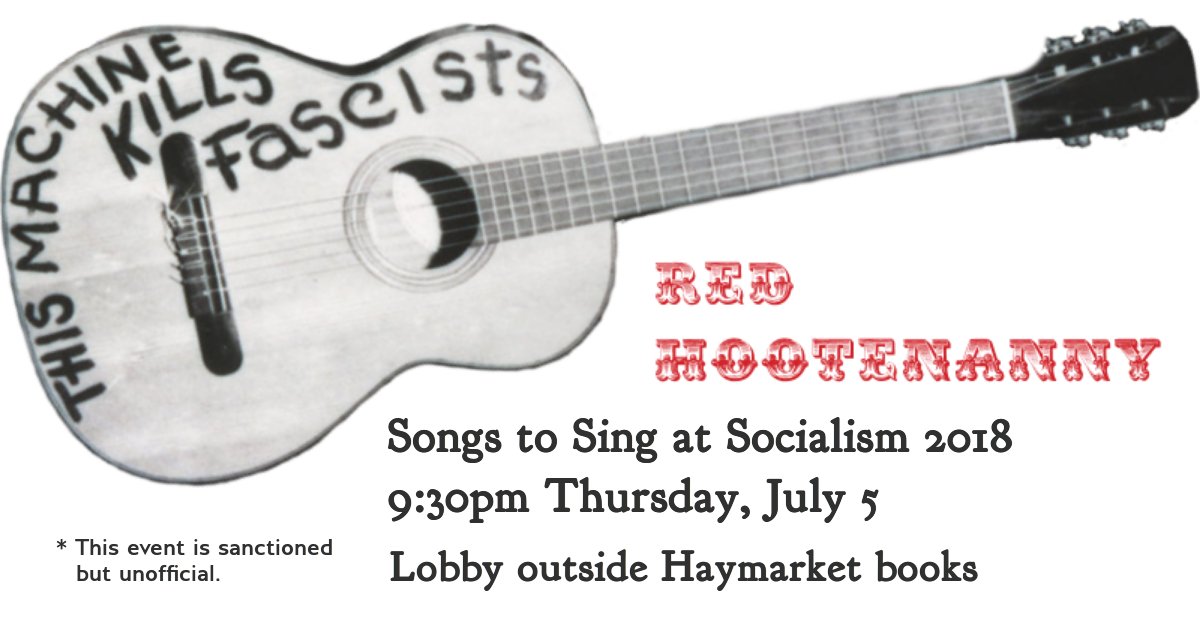 THIS MACHINE
KILLS
Fascists
RED
HOOTENANNY
Songs to Sing at Socialism 2018
9:30pm Thursday, July 5
Lobby outside Haymarket books
* This event is sanctioned
but unofficial.